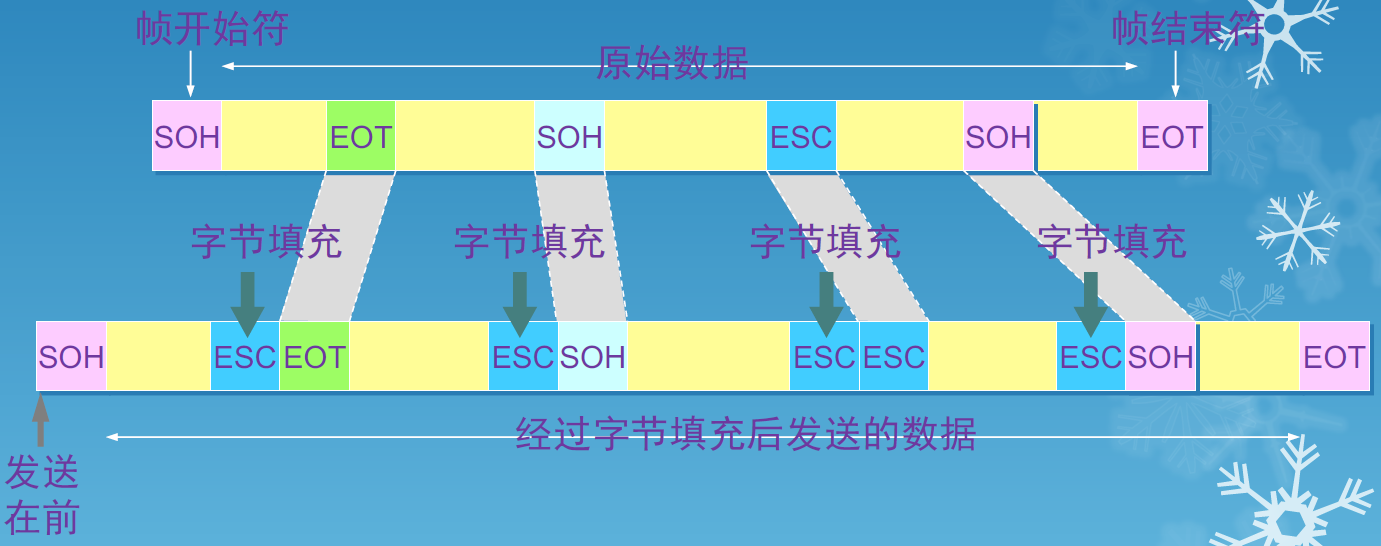 帧开始符
帧结束符
原始数据
SOH EOT SOH ESC SOH EOT
字节填充 字节填充 字节填充 字节填充
SOH ESC EOT ESC SOH ESC ESC ESC SOH EOT
经过字节填充后发送的数据
发送
在前